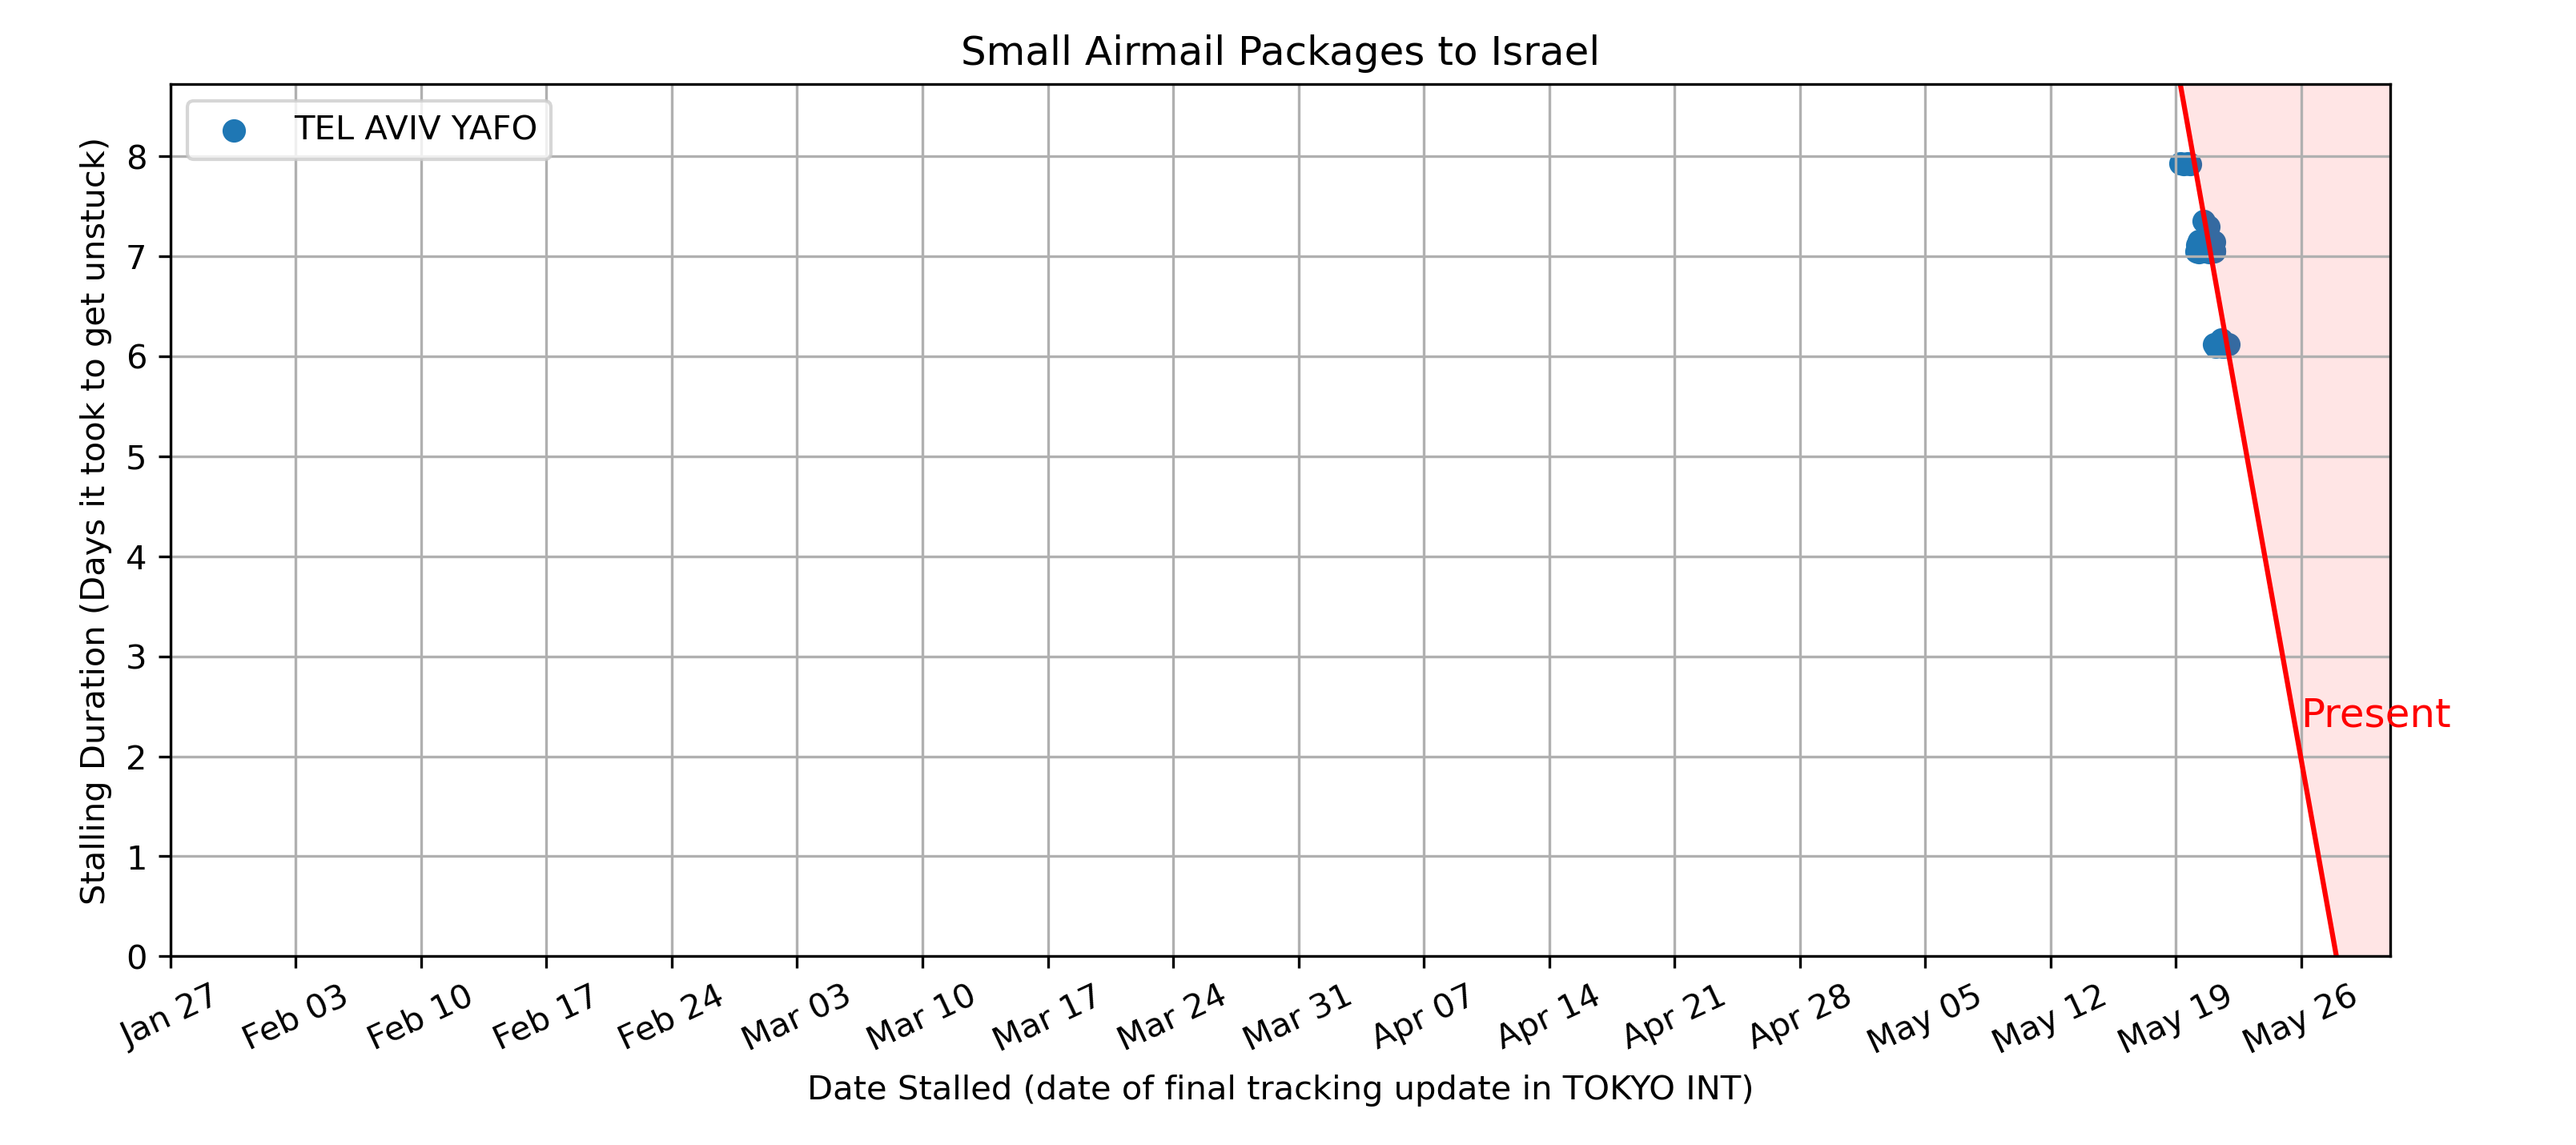 Small Airmail Packages to Israel
TEL AVIV YAFO
Stalling Duration (Days it took to get unstuck)
8
7
6
5
4
3
2
1
0
Present
Jan 27
Feb 03
Feb 10
Feb 17
Feb 24
Mar 03
Mar 10
Mar 17
Mar 24
Mar 31
Apr 07
Apr 14
Apr 21
Apr 28
May 05
May 12
May 19
May 26
Date Stalled (date of final tracking update in TOKYO INT)